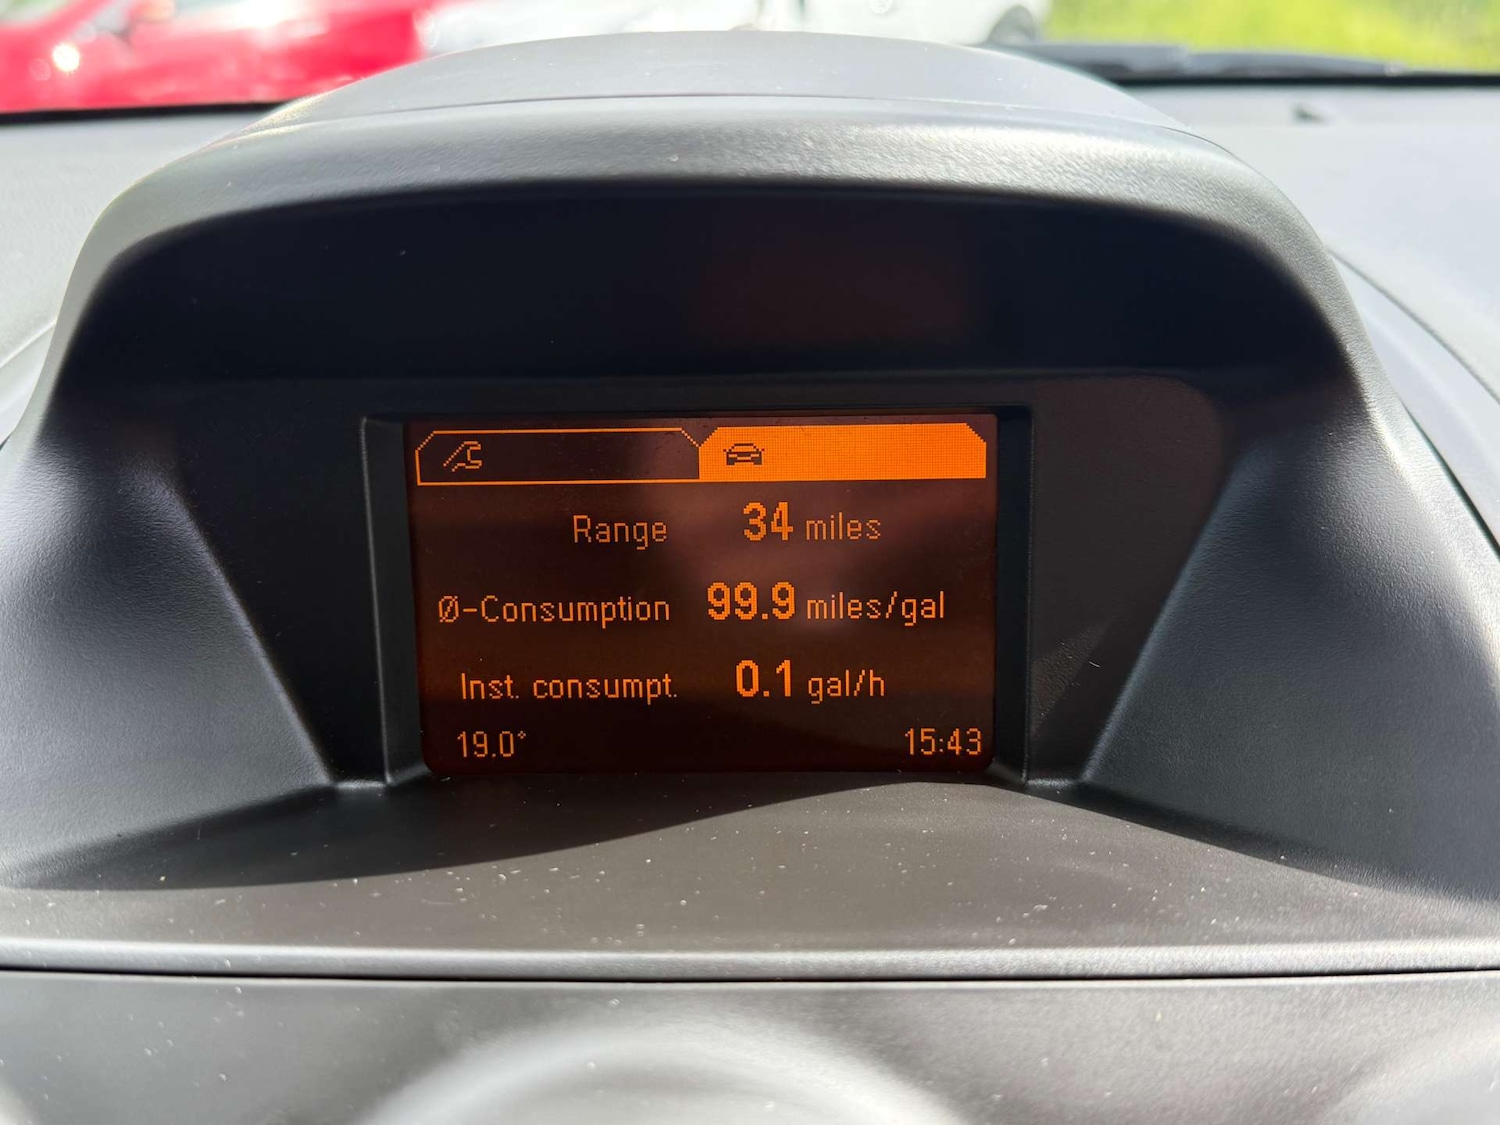 Range 34 miles
Ø-Consumption 99.9 miles/gal
Inst. consumpt. 0.1 gal/h
19.0° 15:43